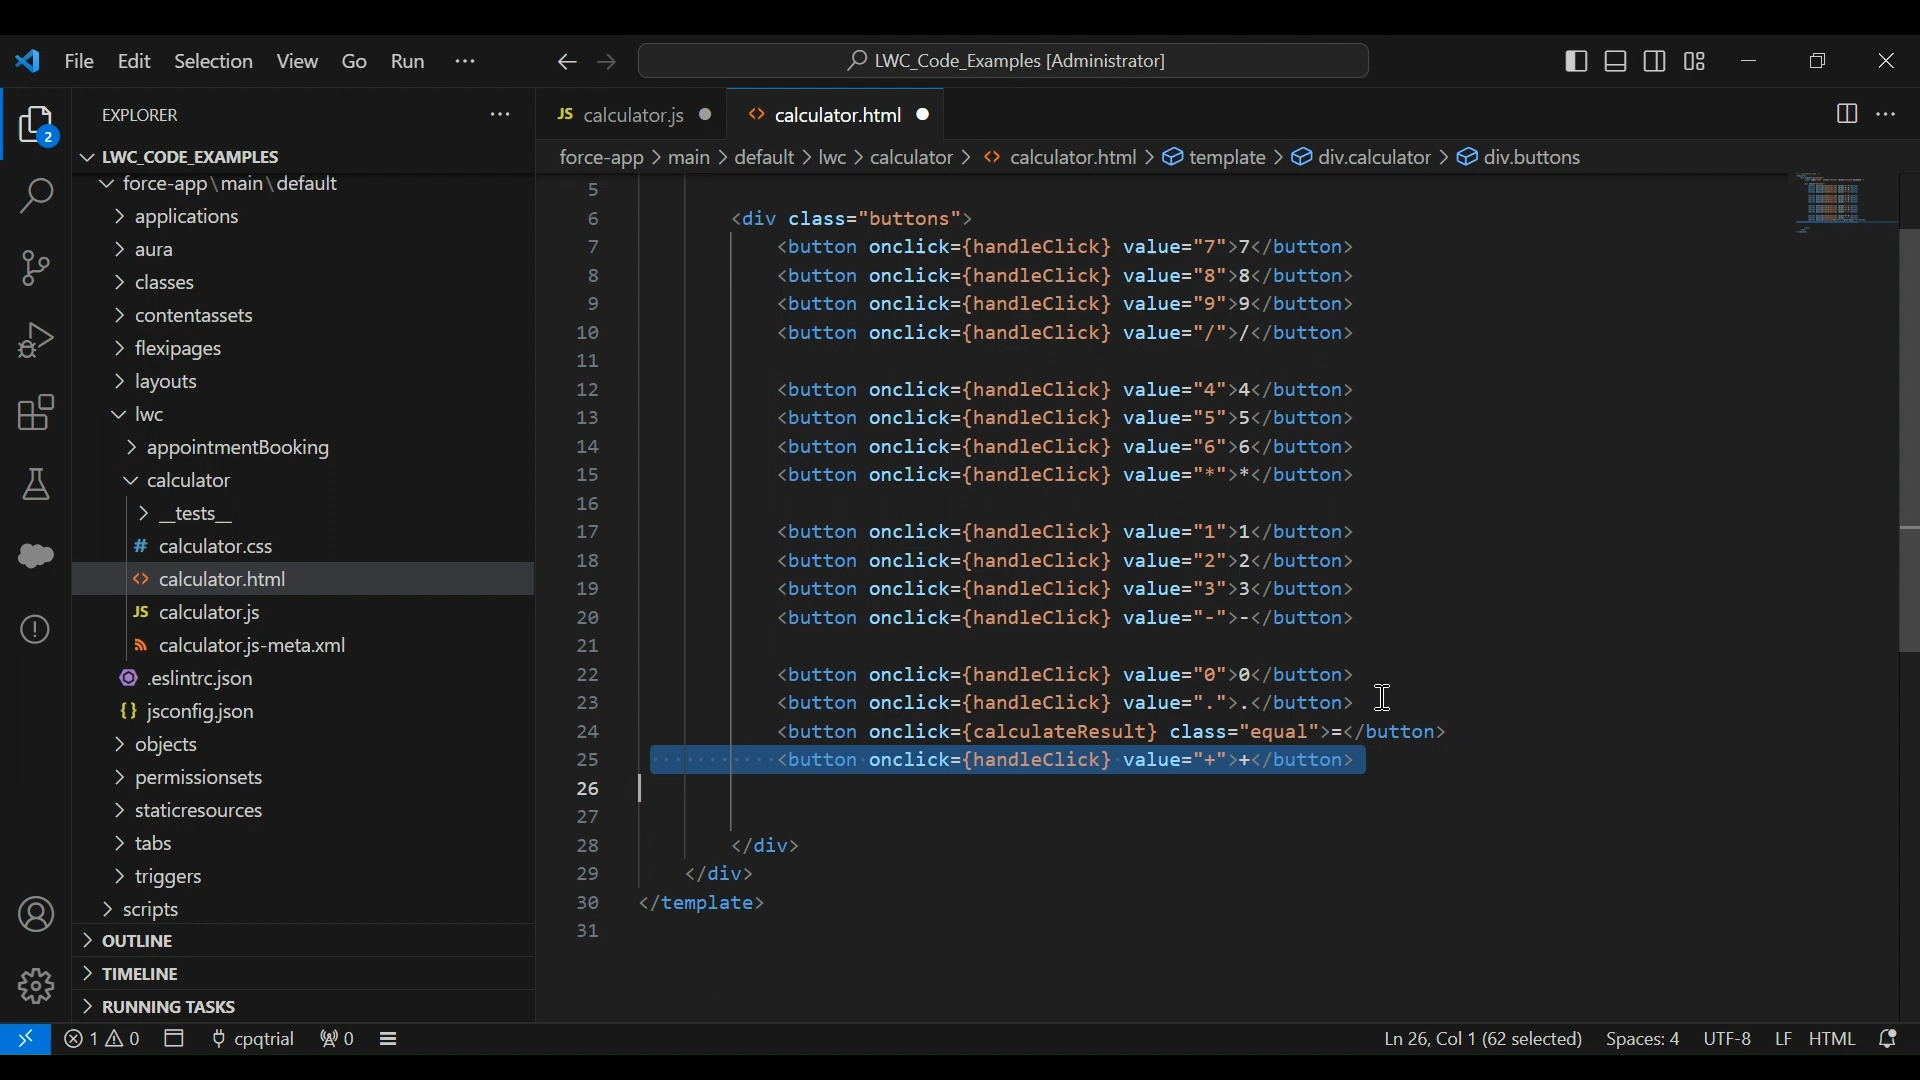 File Edit Selection View Go Run ···
LWC_Code_Examples [Administrator]
EXPLORER
LWC_CODE_EXAMPLES
force-app\main\default
applications
aura
classes
contentassets
flexipages
layouts
lwc
appointmentBooking
calculator
__tests__
# calculator.css
<> calculator.html
JS calculator.js
calculator.js-meta.xml
.eslintrc.json
{} jsconfig.json
objects
permissionsets
staticresources
tabs
triggers
scripts
OUTLINE
TIMELINE
RUNNING TASKS
2
JS calculator.js
<> calculator.html
force-app > main > default > lwc > calculator > <> calculator.html > template > div.calculator > div.buttons
5
6 <div class="buttons">
7 <button onclick={handleClick} value="7">7</button>
8 <button onclick={handleClick} value="8">8</button>
9 <button onclick={handleClick} value="9">9</button>
10 <button onclick={handleClick} value="/">/</button>
11
12 <button onclick={handleClick} value="4">4</button>
13 <button onclick={handleClick} value="5">5</button>
14 <button onclick={handleClick} value="6">6</button>
15 <button onclick={handleClick} value="*">*</button>
16
17 <button onclick={handleClick} value="1">1</button>
18 <button onclick={handleClick} value="2">2</button>
19 <button onclick={handleClick} value="3">3</button>
20 <button onclick={handleClick} value="-">-</button>
21
22 <button onclick={handleClick} value="0">0</button>
23 <button onclick={handleClick} value=".">.</button>
24 <button onclick={calculateResult} class="equal">=</button>
25 <button onclick={handleClick} value="+">+</button>
26
27
28 </div>
29 </div>
30 </template>
31
1 0 cpqtrial 0
Ln 26, Col 1 (62 selected) Spaces: 4 UTF-8 LF HTML